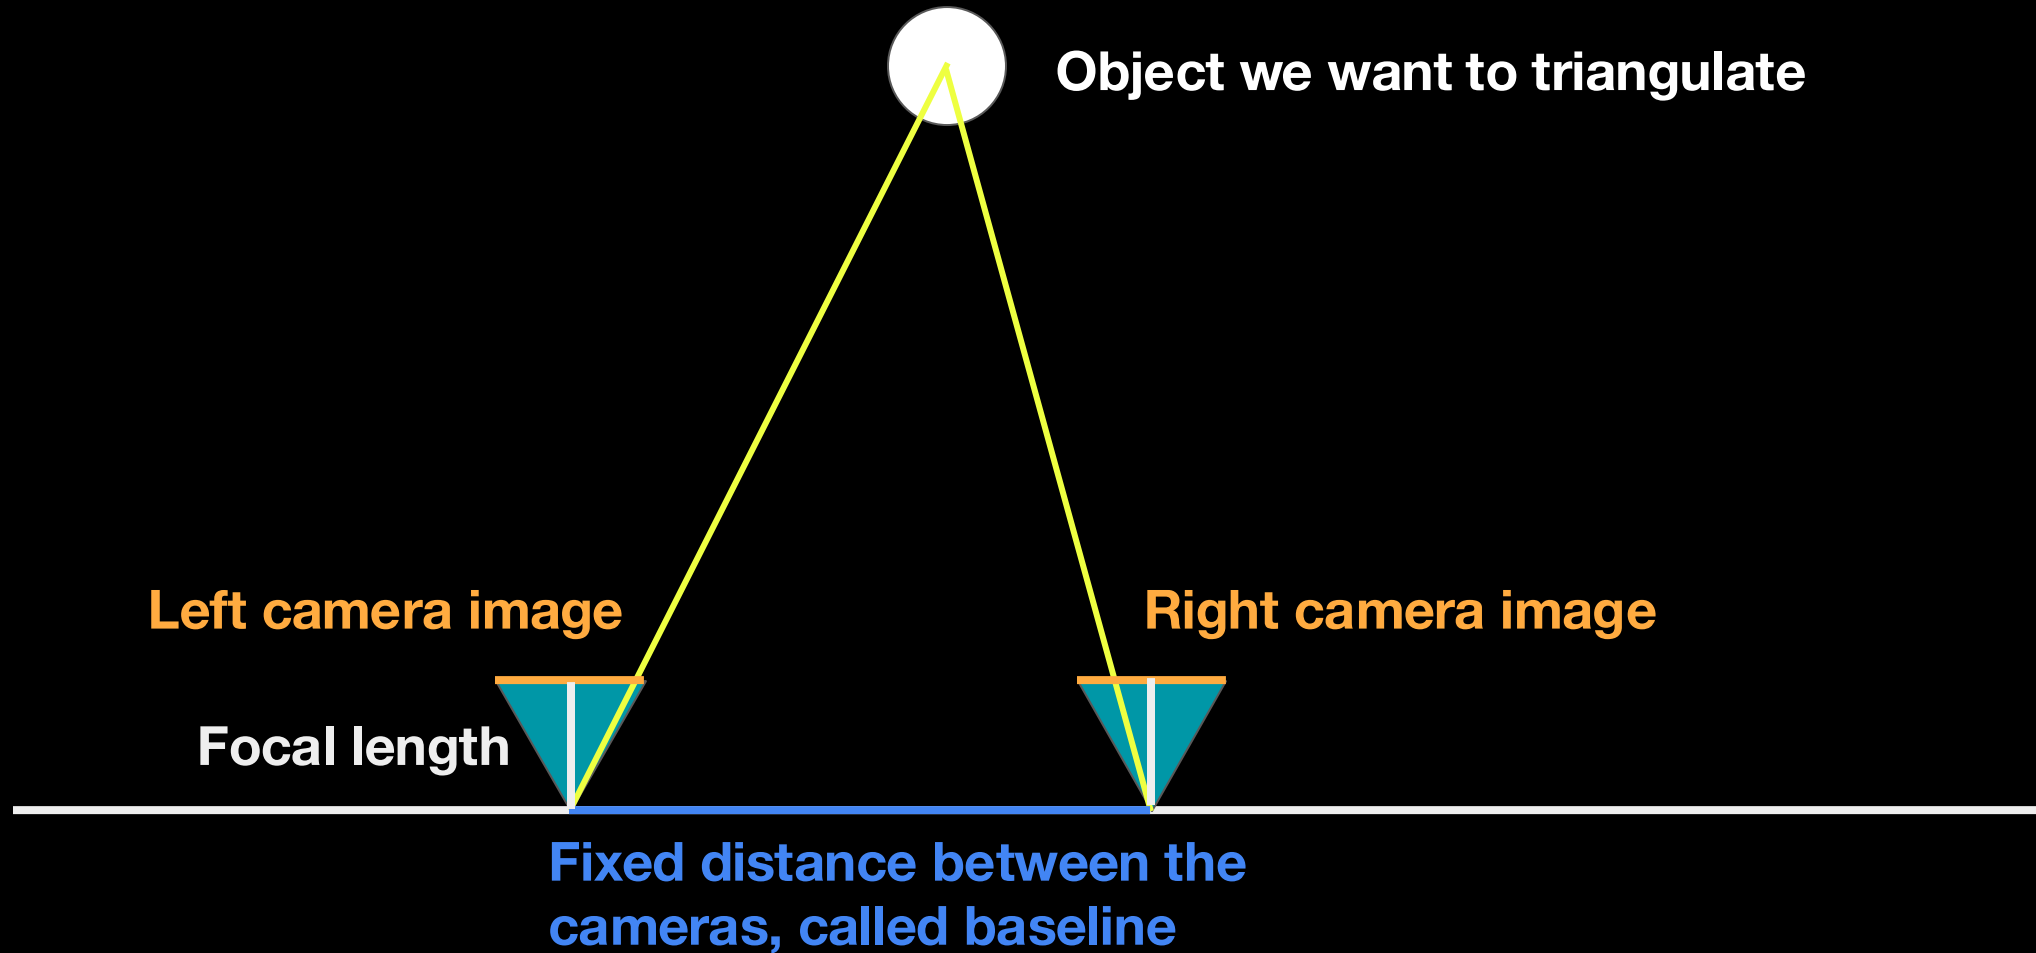 Object we want to triangulate
Left camera image
Right camera image
Focal length
Fixed distance between the
cameras, called baseline